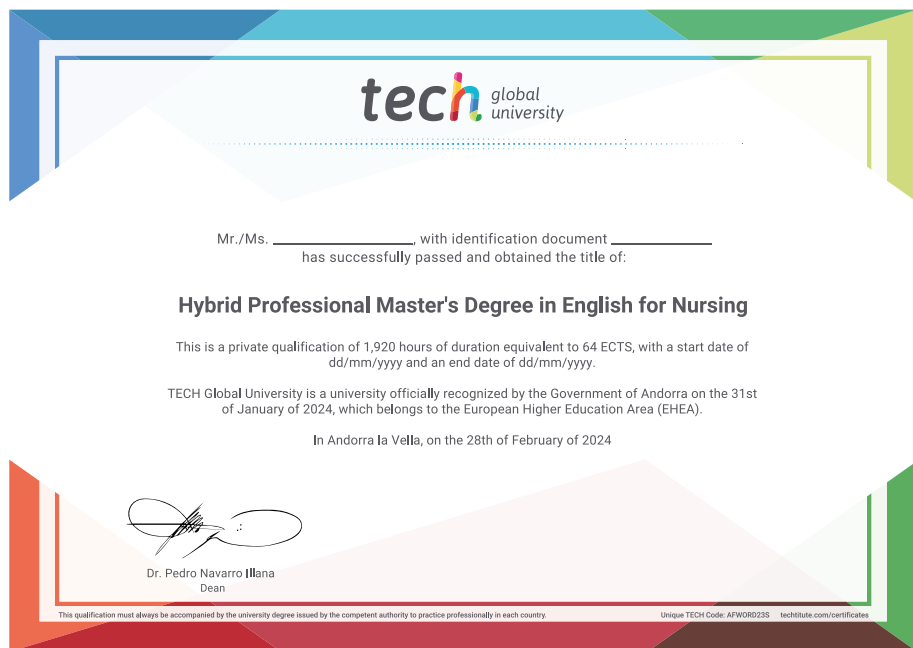 tech global university
Mr./Ms. ____________, with identification document ____________
has successfully passed and obtained the title of:
Hybrid Professional Master's Degree in English for Nursing
This is a private qualification of 1,920 hours of duration equivalent to 64 ECTS, with a start date of
dd/mm/yyyy and an end date of dd/mm/yyyy.
TECH Global University is a university officially recognized by the Government of Andorra on the 31st
of January of 2024, which belongs to the European Higher Education Area (EHEA).
In Andorra la Vella, on the 28th of February of 2024
Dr. Pedro Navarro Illana
Dean
This qualification must always be accompanied by the university degree issued by the competent authority to practice professionally in each country.
Unique TECH Code: AFWORD23S techtitute.com/certificates